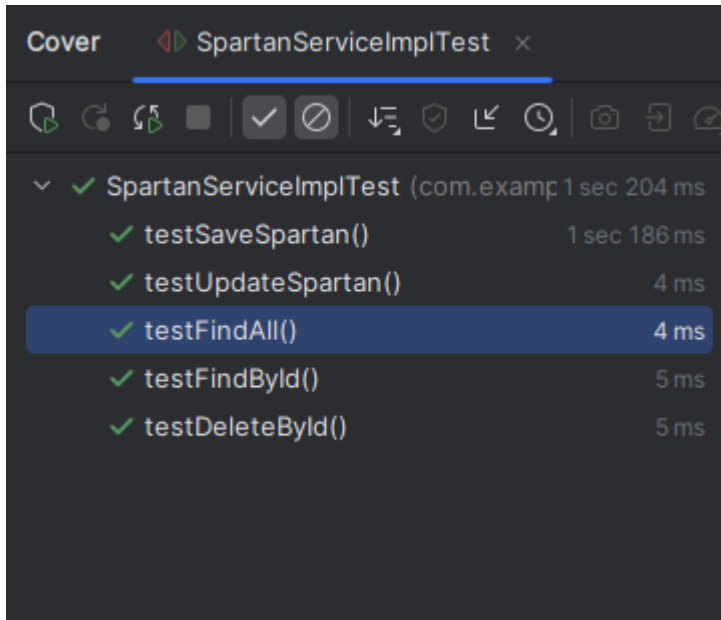 Cover SpartanServiceImplTest
SpartanServiceImplTest (com.examp 1 sec 204 ms
testSaveSpartan() 1 sec 186 ms
testUpdateSpartan() 4 ms
testFindAll() 4 ms
testFindById() 5 ms
testDeleteById() 5 ms